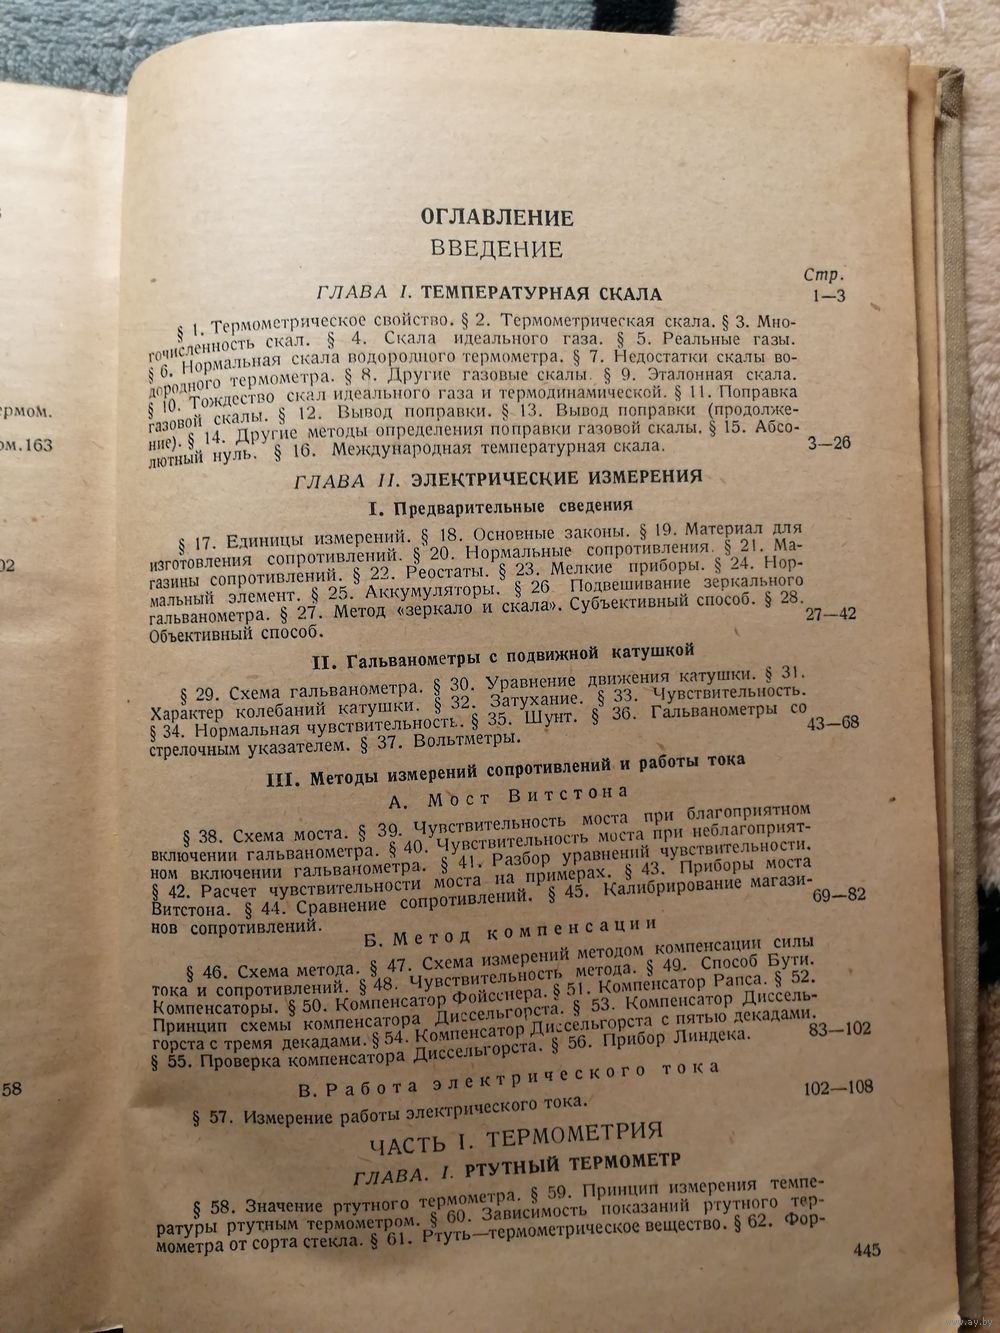 ермом.
ом.163
02
58
ОГЛАВЛЕНИЕ
ВВЕДЕНИЕ
Стр.
ГЛАВА I. ТЕМПЕРАТУРНАЯ СКАЛА 1—3
§ 1. Термометрическое свойство. § 2. Термометрическая скала. § 3. Мно-
гочисленность скал. § 4. Скала идеального газа. § 5. Реальные газы.
§ 6. Нормальная скала водородного термометра. § 7. Недостатки скалы во-
дородного термометра. § 8. Другие газовые скалы. § 9. Эталонная скала.
§ 10. Тождество скал идеального газа и термодинамической. § 11. Поправка
газовой скалы. § 12. Вывод поправки. § 13. Вывод поправки (продолже-
ние). § 14. Другие методы определения поправки газовой скалы. § 15. Абсо-
лютный нуль. § 16. Международная температурная скала. 3—26
ГЛАВА II. ЭЛЕКТРИЧЕСКИЕ ИЗМЕРЕНИЯ
I. Предварительные сведения
§ 17. Единицы измерений. § 18. Основные законы. § 19. Материал для
изготовления сопротивлений. § 20. Нормальные сопротивления. § 21. Ма-
газины сопротивлений. § 22. Реостаты. § 23. Мелкие приборы. § 24. Нор-
мальный элемент. § 25. Аккумуляторы. § 26 Подвешивание зеркального
гальванометра. § 27. Метод «зеркало и скала». Субъективный способ. § 28.
Объективный способ. 27—42
II. Гальванометры с подвижной катушкой
§ 29. Схема гальванометра. § 30. Уравнение движения катушки. § 31.
Характер колебаний катушки. § 32. Затухание. § 33. Чувствительность.
§ 34. Нормальная чувствительность. § 35. Шунт. § 36. Гальванометры со
стрелочным указателем. § 37. Вольтметры. 43—68
III. Методы измерений сопротивлений и работы тока
А. Мост Витстона
§ 38. Схема моста. § 39. Чувствительность моста при благоприятном
включении гальванометра. § 40. Чувствительность моста при неблагоприят-
ном включении гальванометра. § 41. Разбор уравнений чувствительности.
§ 42. Расчет чувствительности моста на примерах. § 43. Приборы моста
Витстона. § 44. Сравнение сопротивлений. § 45. Калибрирование магази-
нов сопротивлений. 69—82
Б. Метод компенсации
§ 46. Схема метода. § 47. Схема измерений методом компенсации силы
тока и сопротивлений. § 48. Чувствительность метода. § 49. Способ Бути.
Компенсаторы. § 50. Компенсатор Фойсснера. § 51. Компенсатор Рапса. § 52.
Принцип схемы компенсатора Диссельгорста. § 53. Компенсатор Диссель-
горста с тремя декадами. § 54. Компенсатор Диссельгорста с пятью декадами.
§ 55. Проверка компенсатора Диссельгорста. § 56. Прибор Линдека. 83—102
В. Работа электрического тока
§ 57. Измерение работы электрического тока. 102—108
ЧАСТЬ I. ТЕРМОМЕТРИЯ
ГЛАВА. I. РТУТНЫЙ ТЕРМОМЕТР
§ 58. Значение ртутного термометра. § 59. Принцип измерения темпе-
ратуры ртутным термометром. § 60. Зависимость показаний ртутного тер-
мометра от сорта стекла. § 61. Ртуть—термометрическое вещество. § 62. Фор-
445
www.ay.by